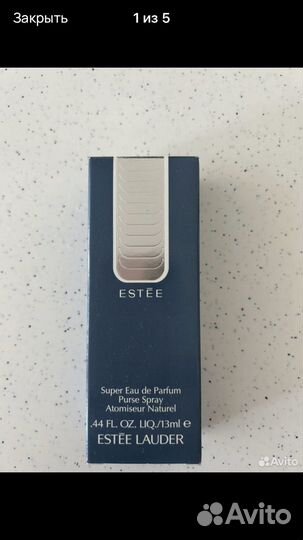 Закрыть
1 из 5
ESTĒE
Super Eau de Parfum
Purse Spray
Atomiseur Naturel
.44 FL. OZ. LIQ./13ml e
ESTĒE LAUDER
Avito
Avito